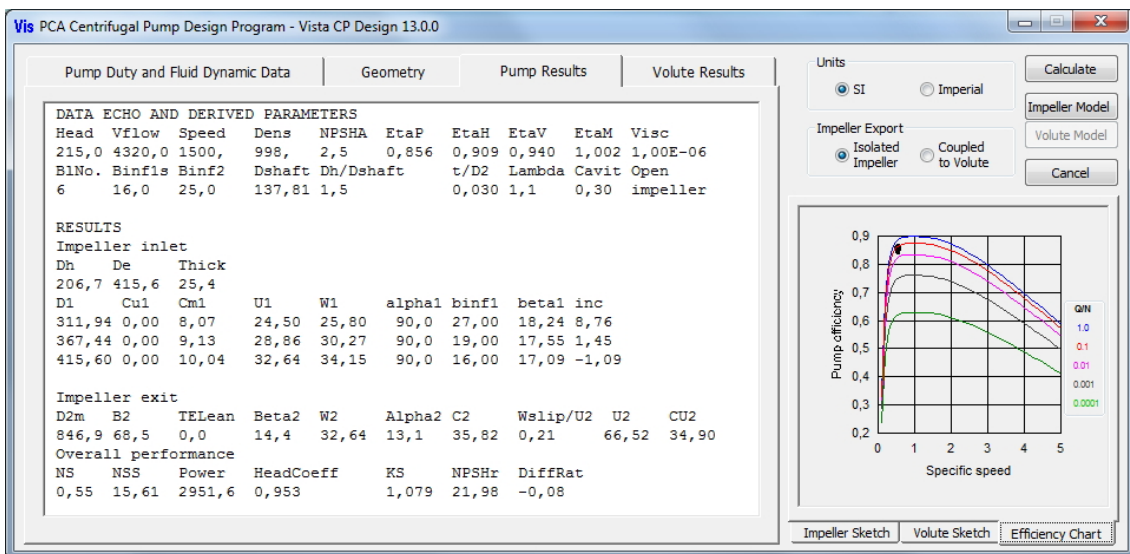 Vis PCA Centrifugal Pump Design Program - Vista CP Design 13.0.0
Pump Duty and Fluid Dynamic Data Geometry Pump Results Volute Results
DATA ECHO AND DERIVED PARAMETERS
Head Vflow Speed Dens NPSHA EtaP EtaH EtaV EtaM Visc
215,0 4320,0 1500, 998, 2,5 0,856 0,909 0,940 1,002 1,00E-06
BlNo. Binf1s Binf2 Dshaft Dh/Dshaft t/D2 Lambda Cavit Open
6 16,0 25,0 137,81 1,5 0,030 1,1 0,30 impeller
RESULTS
Impeller inlet
Dh De Thick
206,7 415,6 25,4
D1 Cu1 Cm1 U1 W1 alpha1 binf1 beta1 inc
311,94 0,00 8,07 24,50 25,80 90,0 27,00 18,24 8,76
367,44 0,00 9,13 28,86 30,27 90,0 19,00 17,55 1,45
415,60 0,00 10,04 32,64 34,15 90,0 16,00 17,09 -1,09
Impeller exit
D2m B2 TELean Beta2 W2 Alpha2 C2 Wslip/U2 U2 CU2
846,9 68,5 0,0 14,4 32,64 13,1 35,82 0,21 66,52 34,90
Overall performance
NS NSS Power HeadCoeff KS NPSHr DiffRat
0,55 15,61 2951,6 0,953 1,079 21,98 -0,08
Units
SI Imperial
Impeller Export
Isolated Impeller Coupled to Volute
Calculate
Impeller Model
Volute Model
Cancel
0,9
0,8
0,7
0,6
0,5
0,4
0,3
0,2
Pump efficiency
0 1 2 3 4 5
Specific speed
Q/N
1.0
0.1
0.01
0.001
0.0001
Impeller Sketch Volute Sketch Efficiency Chart